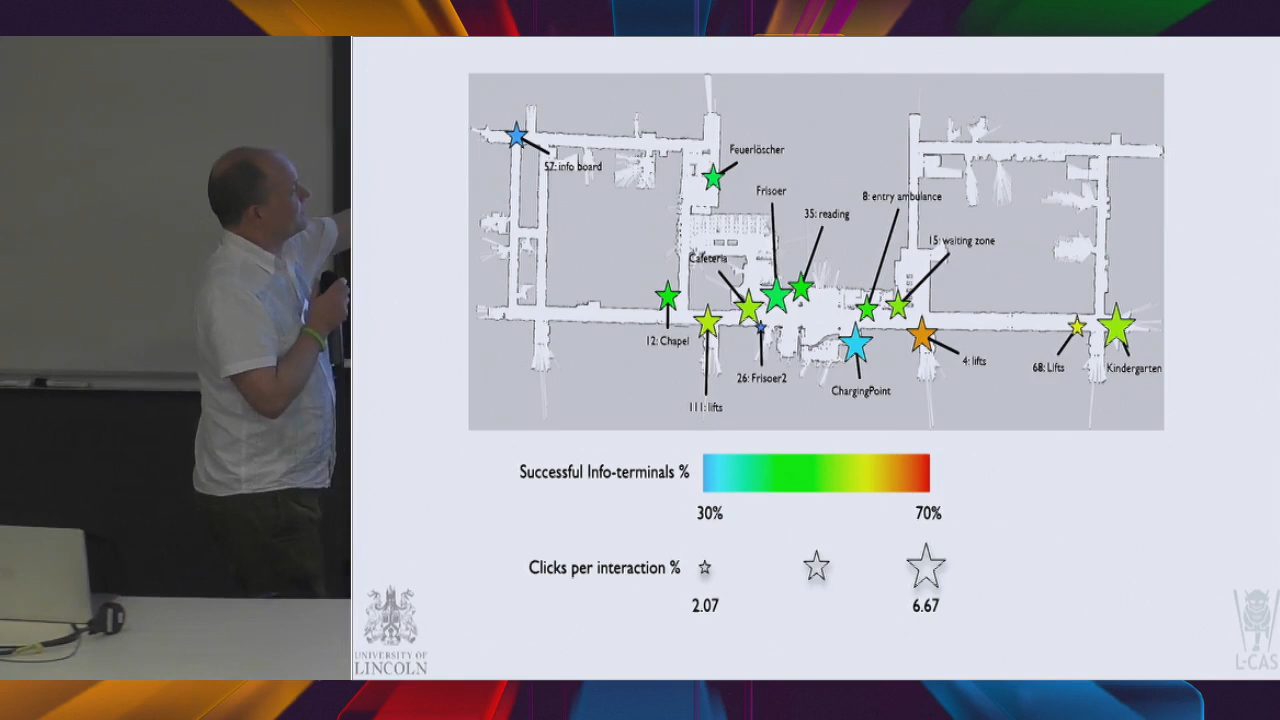 57: info board
Feuerlöscher
Frisoer
35: reading
8: entry ambulance
15: waiting zone
Cafeteria
12: Chapel
26: Frisoer2
111: lifts
ChargingPoint
4: lifts
68: Lifts
Kindergarten
Successful Info-terminals %
30%
70%
Clicks per interaction %
2.07
6.67
UNIVERSITY OF
LINCOLN
L-CAS